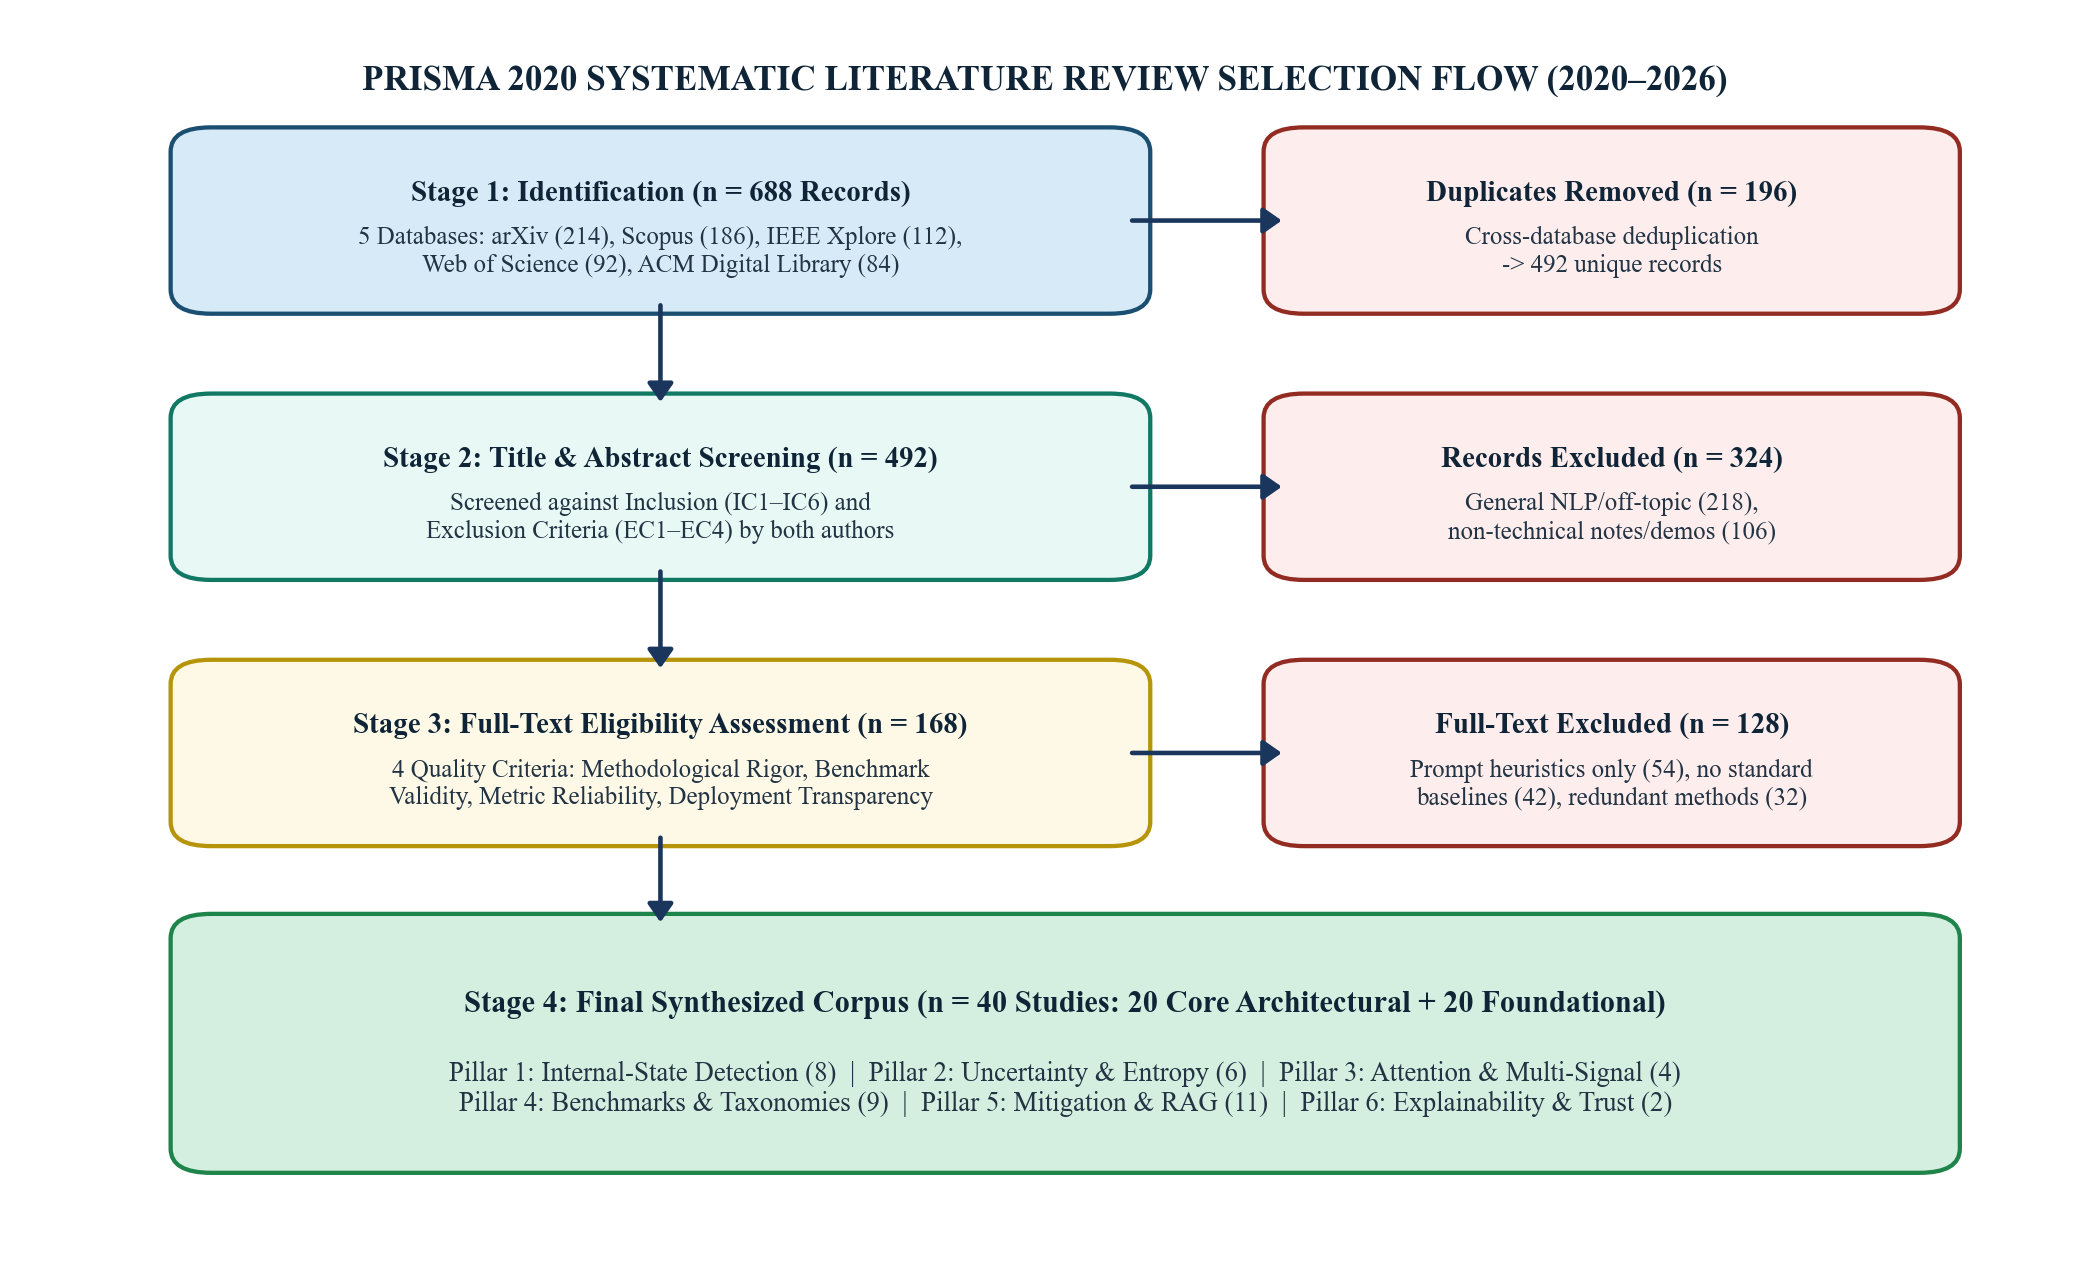 PRISMA 2020 SYSTEMATIC LITERATURE REVIEW SELECTION FLOW (2020–2026)
Stage 1: Identification (n = 688 Records)
5 Databases: arXiv (214), Scopus (186), IEEE Xplore (112),
Web of Science (92), ACM Digital Library (84)
Duplicates Removed (n = 196)
Cross-database deduplication
-> 492 unique records
Stage 2: Title & Abstract Screening (n = 492)
Screened against Inclusion (IC1–IC6) and
Exclusion Criteria (EC1–EC4) by both authors
Records Excluded (n = 324)
General NLP/off-topic (218),
non-technical notes/demos (106)
Stage 3: Full-Text Eligibility Assessment (n = 168)
4 Quality Criteria: Methodological Rigor, Benchmark
Validity, Metric Reliability, Deployment Transparency
Full-Text Excluded (n = 128)
Prompt heuristics only (54), no standard
baselines (42), redundant methods (32)
Stage 4: Final Synthesized Corpus (n = 40 Studies: 20 Core Architectural + 20 Foundational)
Pillar 1: Internal-State Detection (8) | Pillar 2: Uncertainty & Entropy (6) | Pillar 3: Attention & Multi-Signal (4)
Pillar 4: Benchmarks & Taxonomies (9) | Pillar 5: Mitigation & RAG (11) | Pillar 6: Explainability & Trust (2)